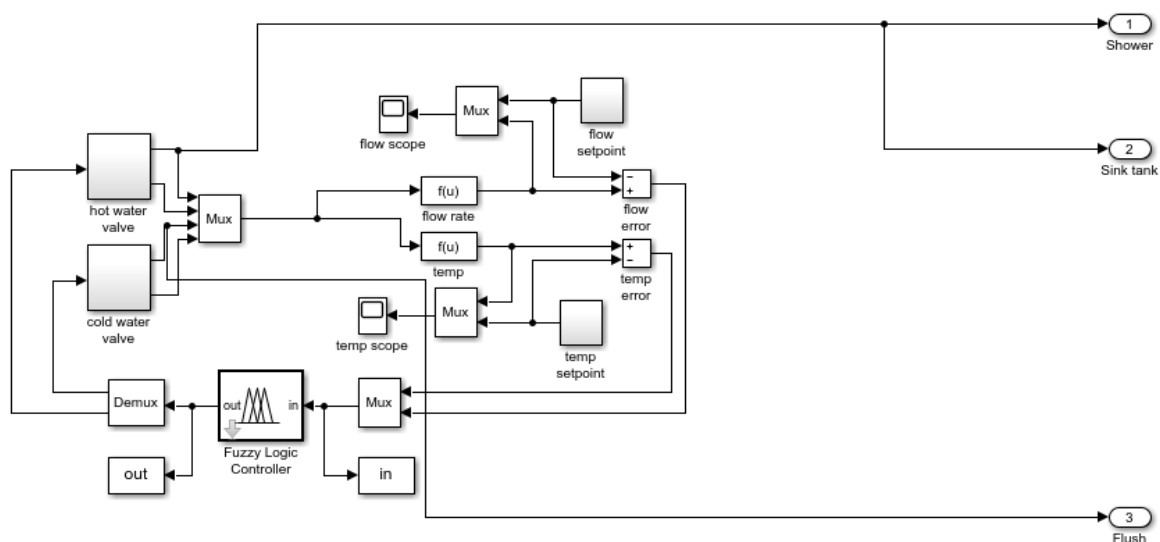 1
Shower
Mux
flow scope
flow
setpoint
2
Sink tank
hot water
valve
Mux
f(u)
flow rate
−
+
flow
error
f(u)
temp
+
−
temp
error
cold water
valve
Mux
temp scope
temp
setpoint
Demux
out
in
Fuzzy Logic
Controller
Mux
out
in
3
Flush